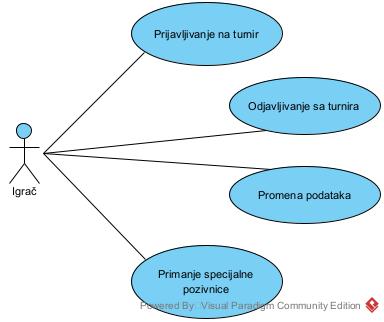 Prijavljivanje na turnir
Odjavljivanje sa turnira
Igrač
Promena podataka
Primanje specijalne
pozivnice
Powered By: Visual Paradigm Community Edition